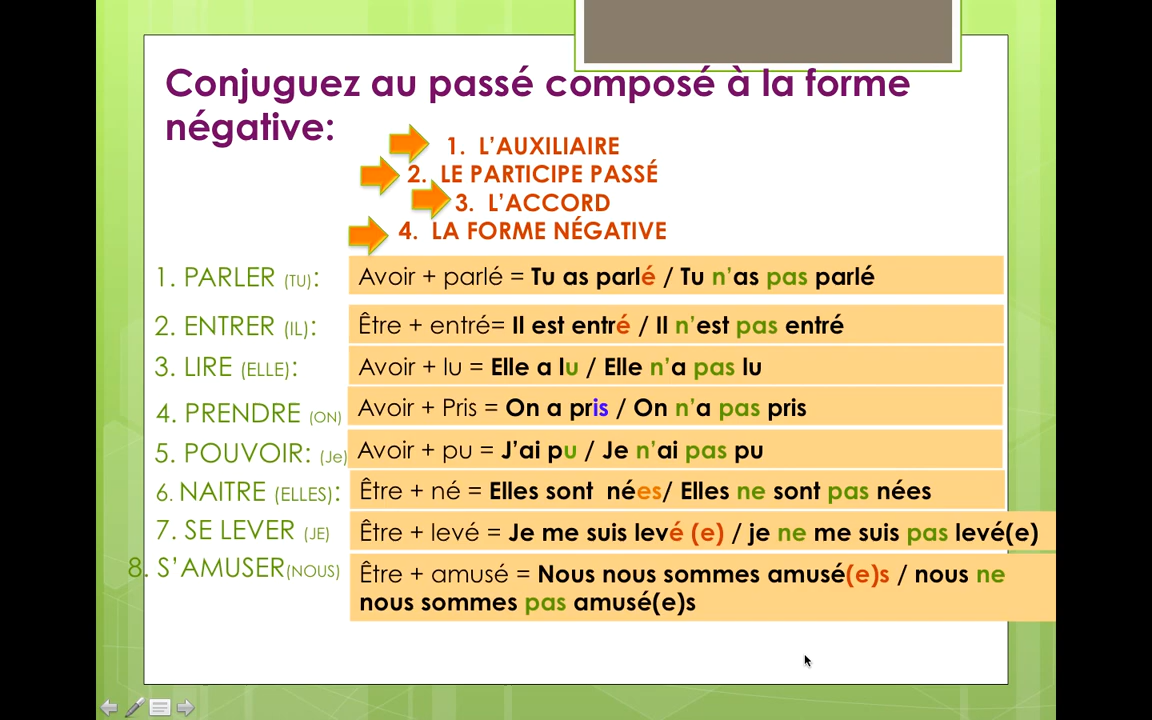 Conjuguez au passé composé à la forme
négative:
1. L’AUXILIAIRE
2. LE PARTICIPE PASSÉ
3. L’ACCORD
4. LA FORME NÉGATIVE
1. PARLER (TU): Avoir + parlé = Tu as parlé / Tu n’as pas parlé
2. ENTRER (IL): Être + entré= Il est entré / Il n’est pas entré
3. LIRE (ELLE): Avoir + lu = Elle a lu / Elle n’a pas lu
4. PRENDRE (ON) Avoir + Pris = On a pris / On n’a pas pris
5. POUVOIR: (Je) Avoir + pu = J’ai pu / Je n’ai pas pu
6. NAITRE (ELLES): Être + né = Elles sont nées/ Elles ne sont pas nées
7. SE LEVER (JE) Être + levé = Je me suis levé (e) / je ne me suis pas levé(e)
8. S’AMUSER(NOUS) Être + amusé = Nous nous sommes amusé(e)s / nous ne
nous sommes pas amusé(e)s